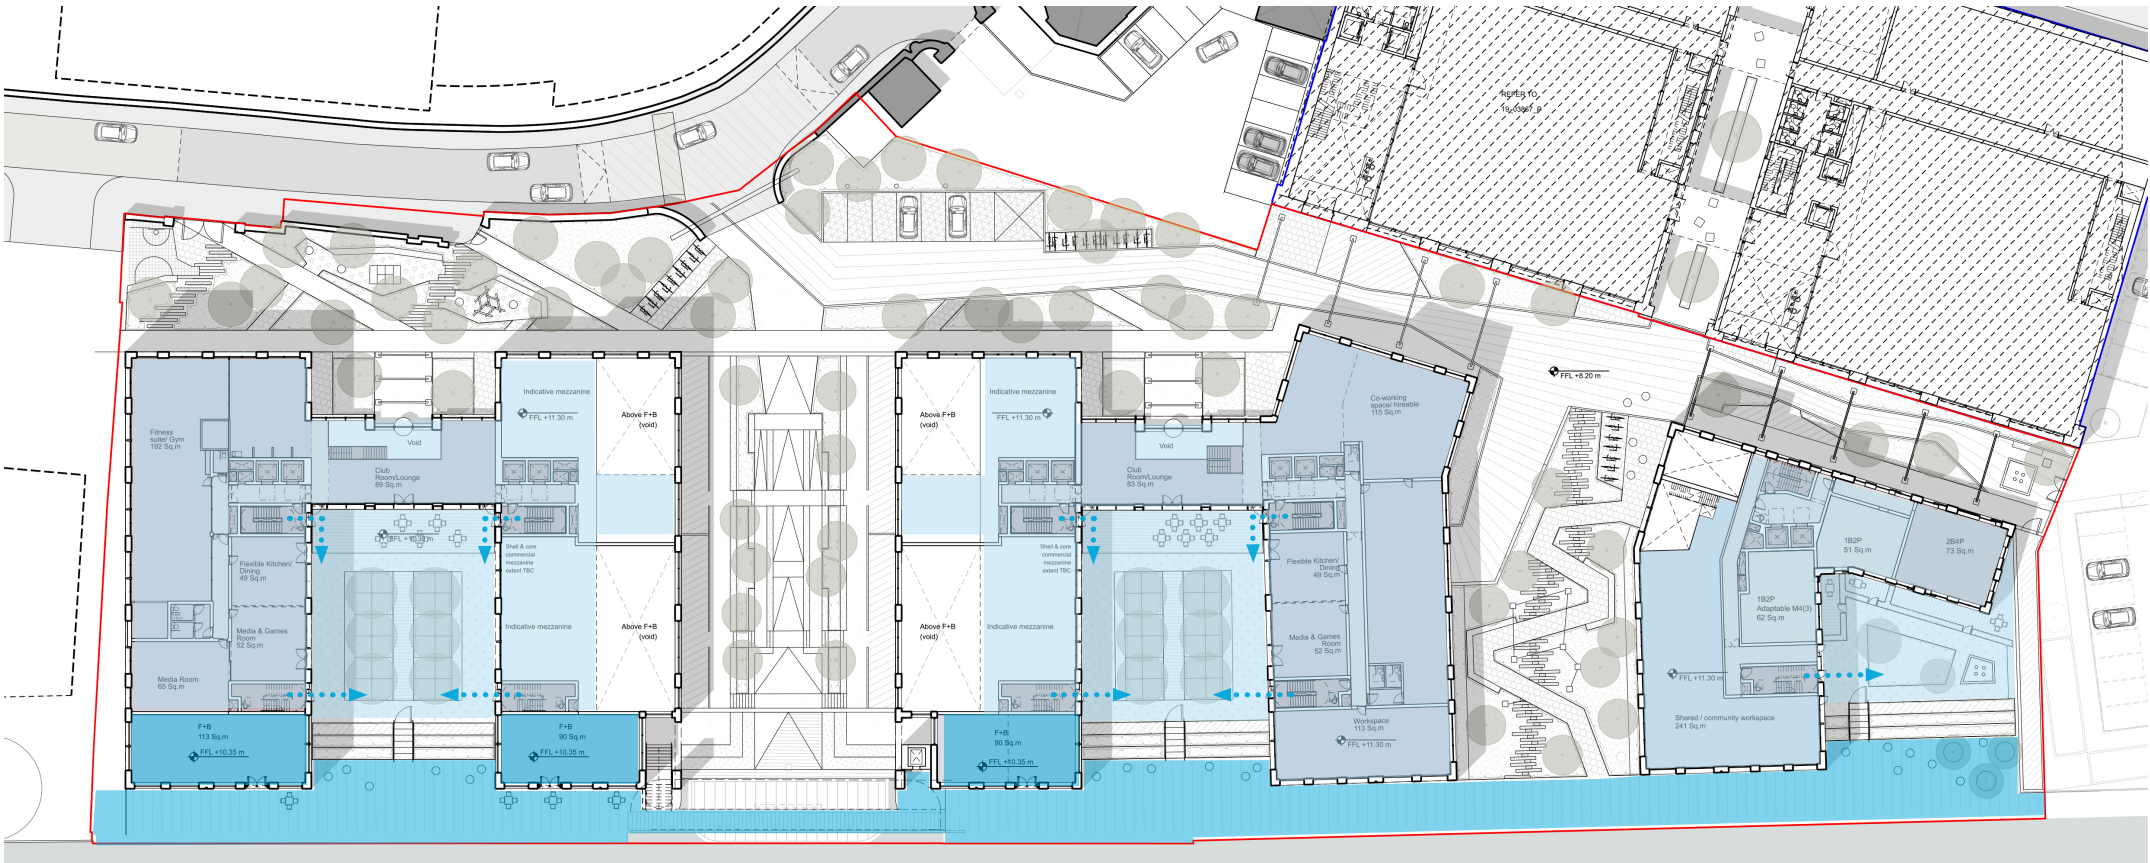 REFER TO
19_03867_P
FFL +8.20 m
Fitness
suite/ Gym
192 Sq.m
Void
Club
Room/Lounge
89 Sq.m
Indicative mezzanine
FFL +11.30 m
Above F+B
(void)
Above F+B
(void)
Indicative mezzanine
FFL +11.30 m
Void
Club
Room/Lounge
83 Sq.m
Co-working
space/ hireable
115 Sq.m
FFL +11.30 m
Flexible Kitchen/
Dining
49 Sq.m
Media & Games
Room
52 Sq.m
Media Room
65 Sq.m
Shell & core
commercial
mezzanine
extent TBC
Indicative mezzanine
Above F+B
(void)
Above F+B
(void)
Indicative mezzanine
Shell & core
commercial
mezzanine
extent TBC
Flexible Kitchen/
Dining
49 Sq.m
Media & Games
Room
52 Sq.m
1B2P
51 Sq.m
2B4P
73 Sq.m
1B2P
Adaptable M4(3)
62 Sq.m
FFL +11.30 m
Shared / community workspace
241 Sq.m
F+B
113 Sq.m
FFL +10.35 m
F+B
90 Sq.m
FFL +10.35 m
F+B
90 Sq.m
FFL +10.35 m
Workspace
113 Sq.m
FFL +11.30 m